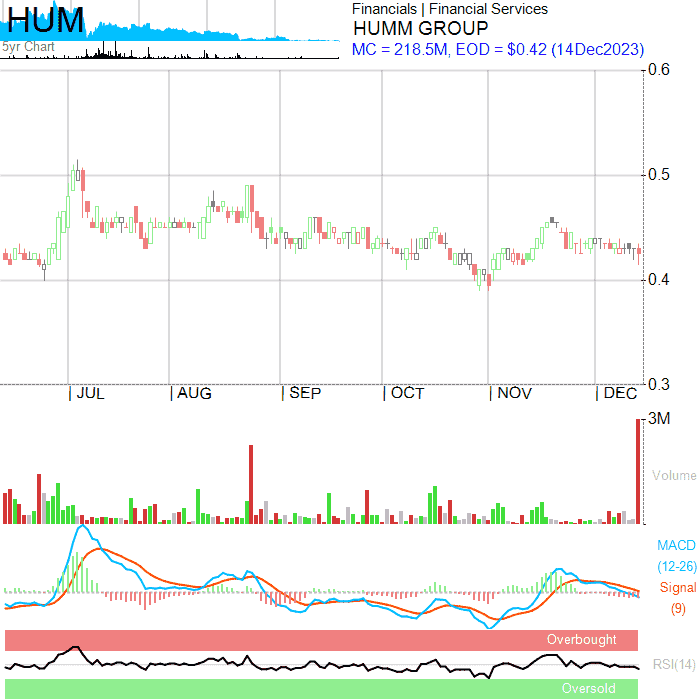 HUM
Financials | Financial Services
HUMM GROUP
5yr Chart
MC = 218.5M, EOD = $0.42 (14Dec2023)
0.6
0.5
0.4
0.3
JUL AUG SEP OCT NOV DEC
3M
Volume
MACD
(12-26)
Signal
(9)
Overbought
RSI(14)
Oversold